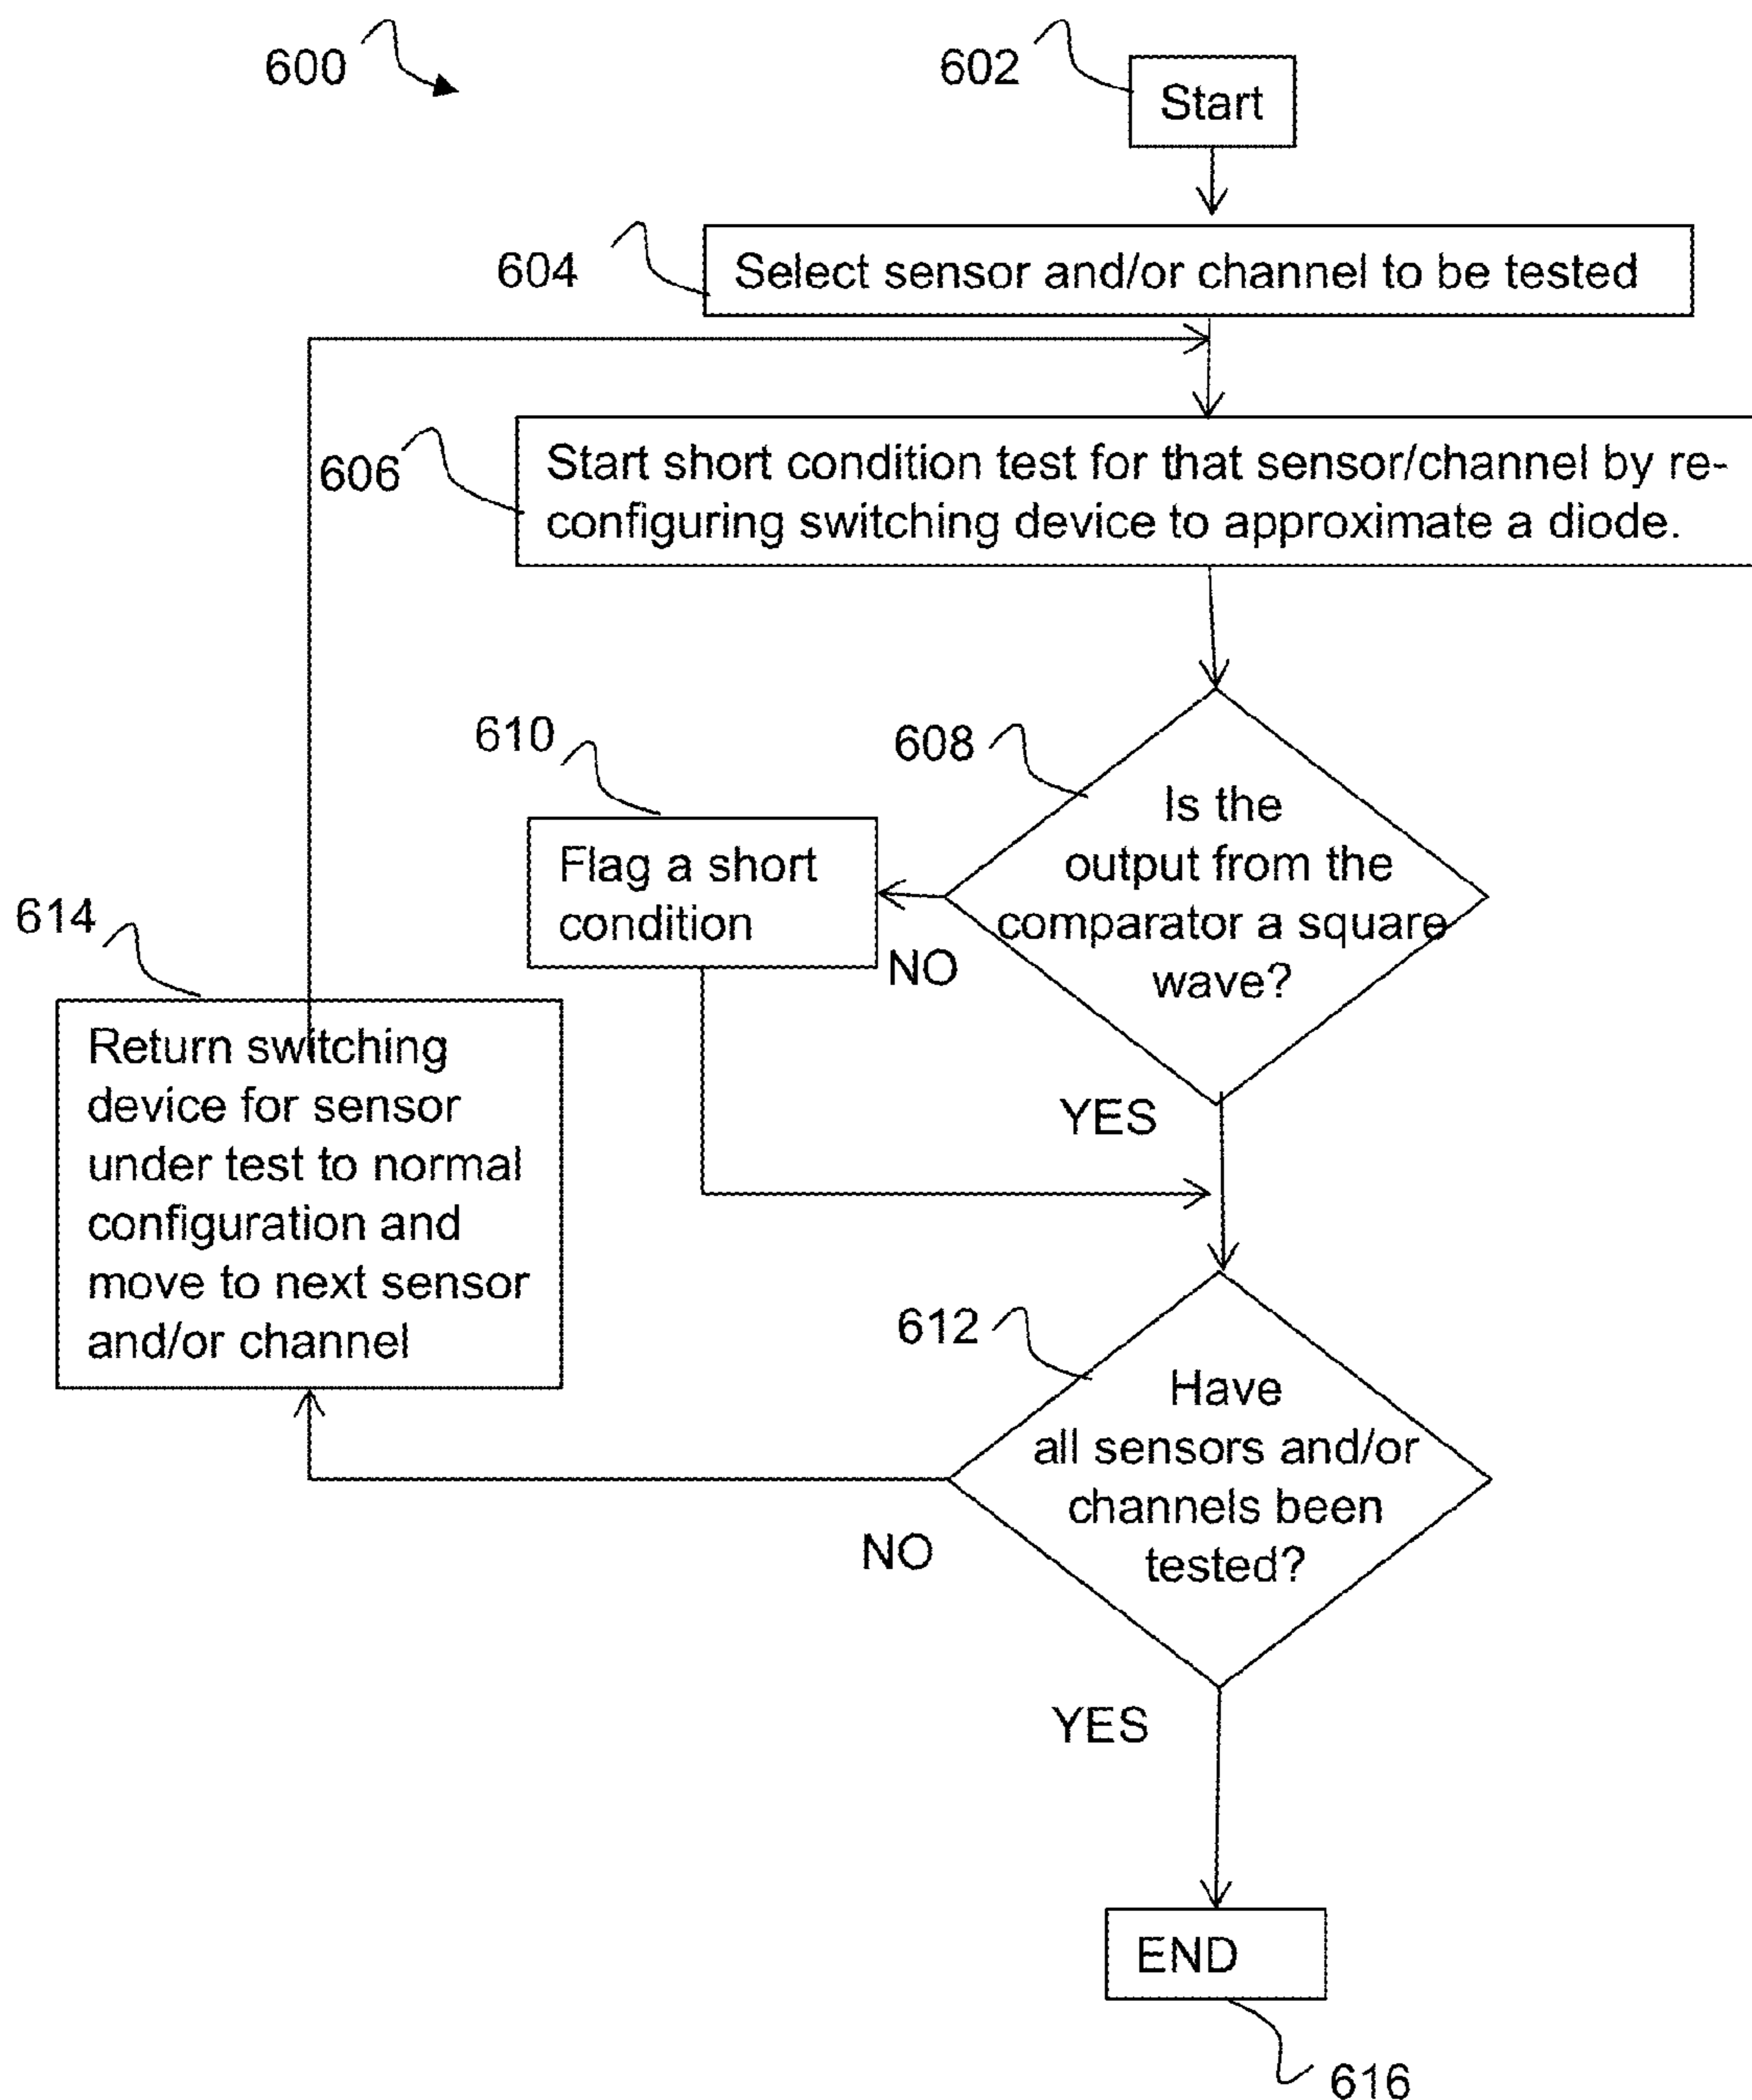 600
602
Start
604
Select sensor and/or channel to be tested
606
Start short condition test for that sensor/channel by re-
configuring switching device to approximate a diode.
608
Is the
output from the
comparator a square
wave?
610
Flag a short
condition
NO
YES
614
Return switching
device for sensor
under test to normal
configuration and
move to next sensor
and/or channel
612
Have
all sensors and/or
channels been
tested?
NO
YES
END
616